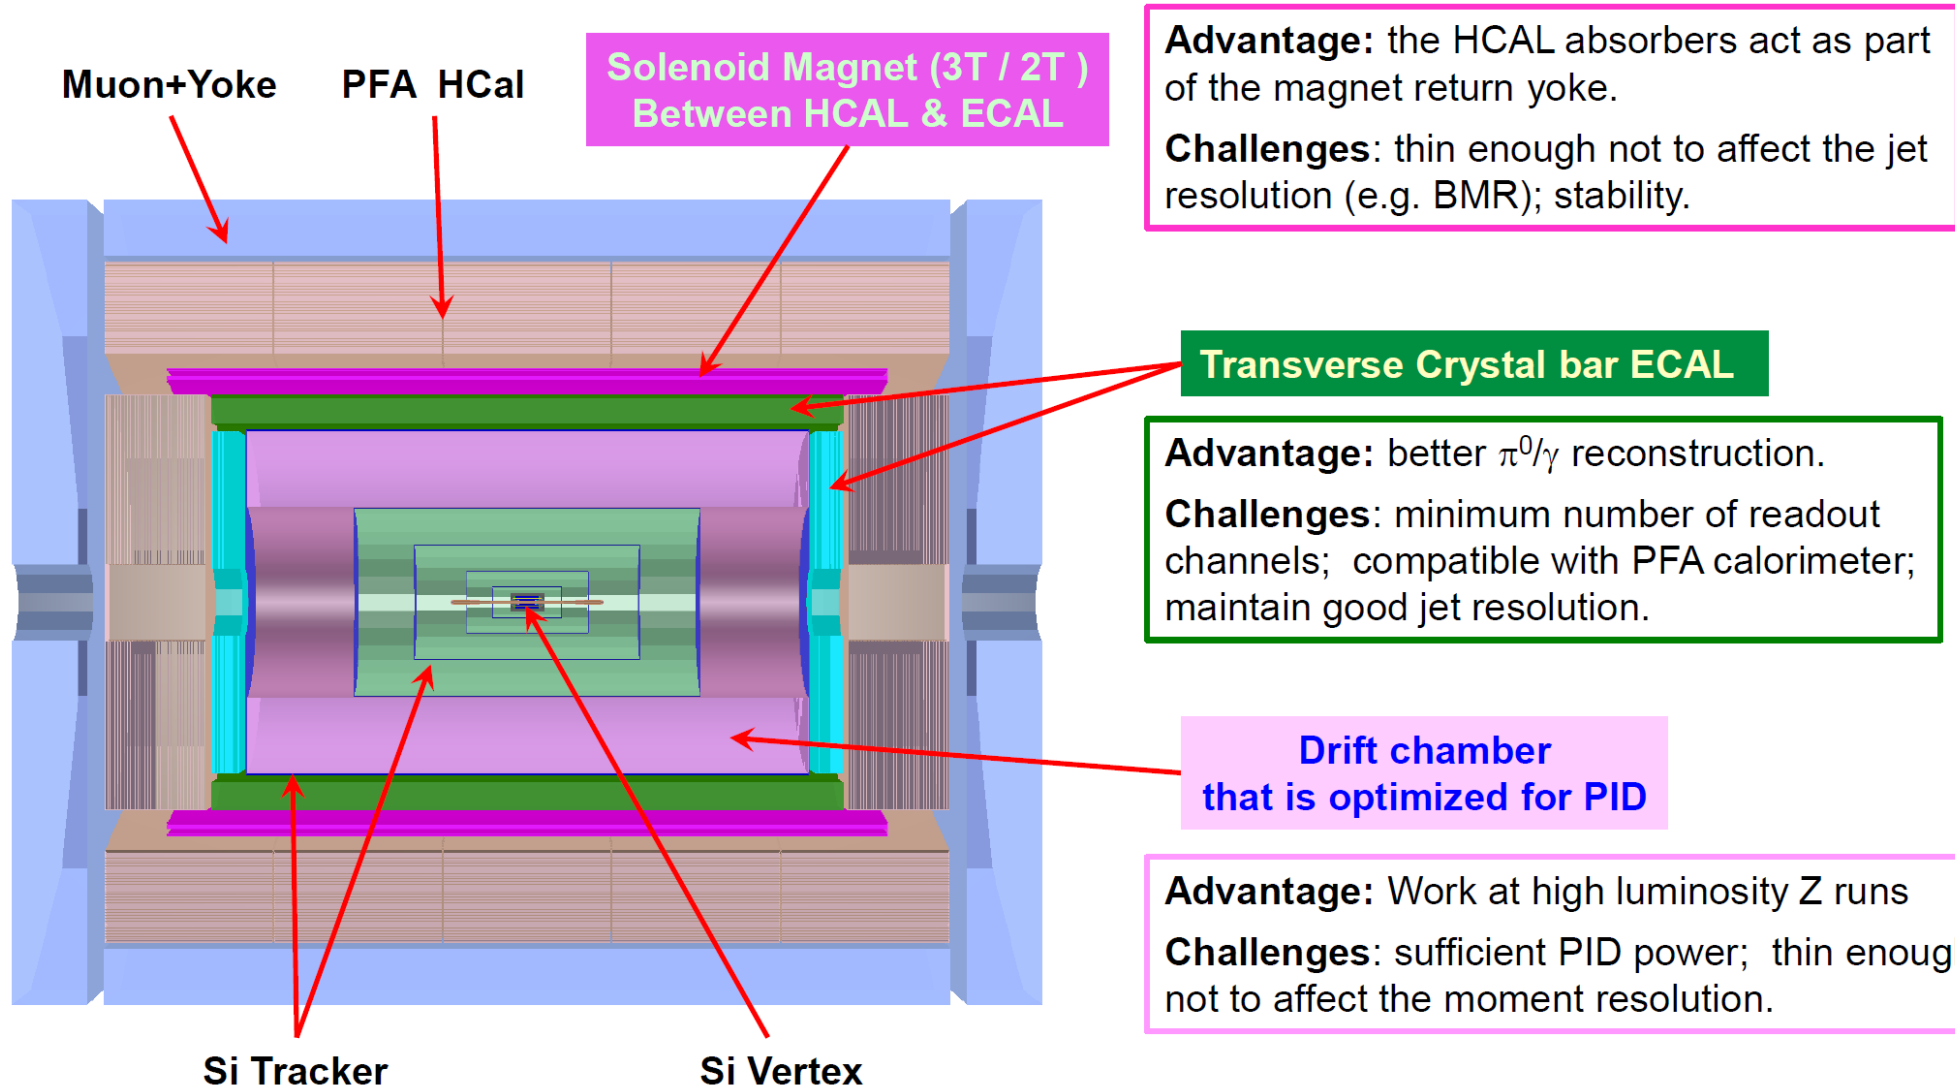 Muon+Yoke
PFA HCal
Solenoid Magnet (3T / 2T )
Between HCAL & ECAL
Advantage: the HCAL absorbers act as part
of the magnet return yoke.
Challenges: thin enough not to affect the jet
resolution (e.g. BMR); stability.
Transverse Crystal bar ECAL
Advantage: better π⁰/γ reconstruction.
Challenges: minimum number of readout
channels; compatible with PFA calorimeter;
maintain good jet resolution.
Drift chamber
that is optimized for PID
Advantage: Work at high luminosity Z runs
Challenges: sufficient PID power; thin enoug
not to affect the moment resolution.
Si Tracker
Si Vertex